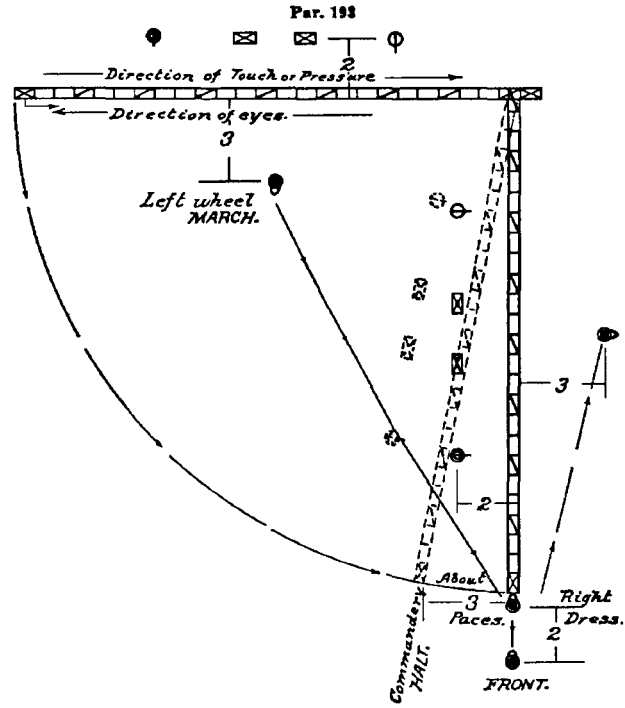 Par. 193
2
Direction of Touch or Pressure
Direction of eyes.
3
Left wheel
MARCH.
3
2
About
3
Paces.
Right
Dress.
2
Commandery
HALT.
FRONT.